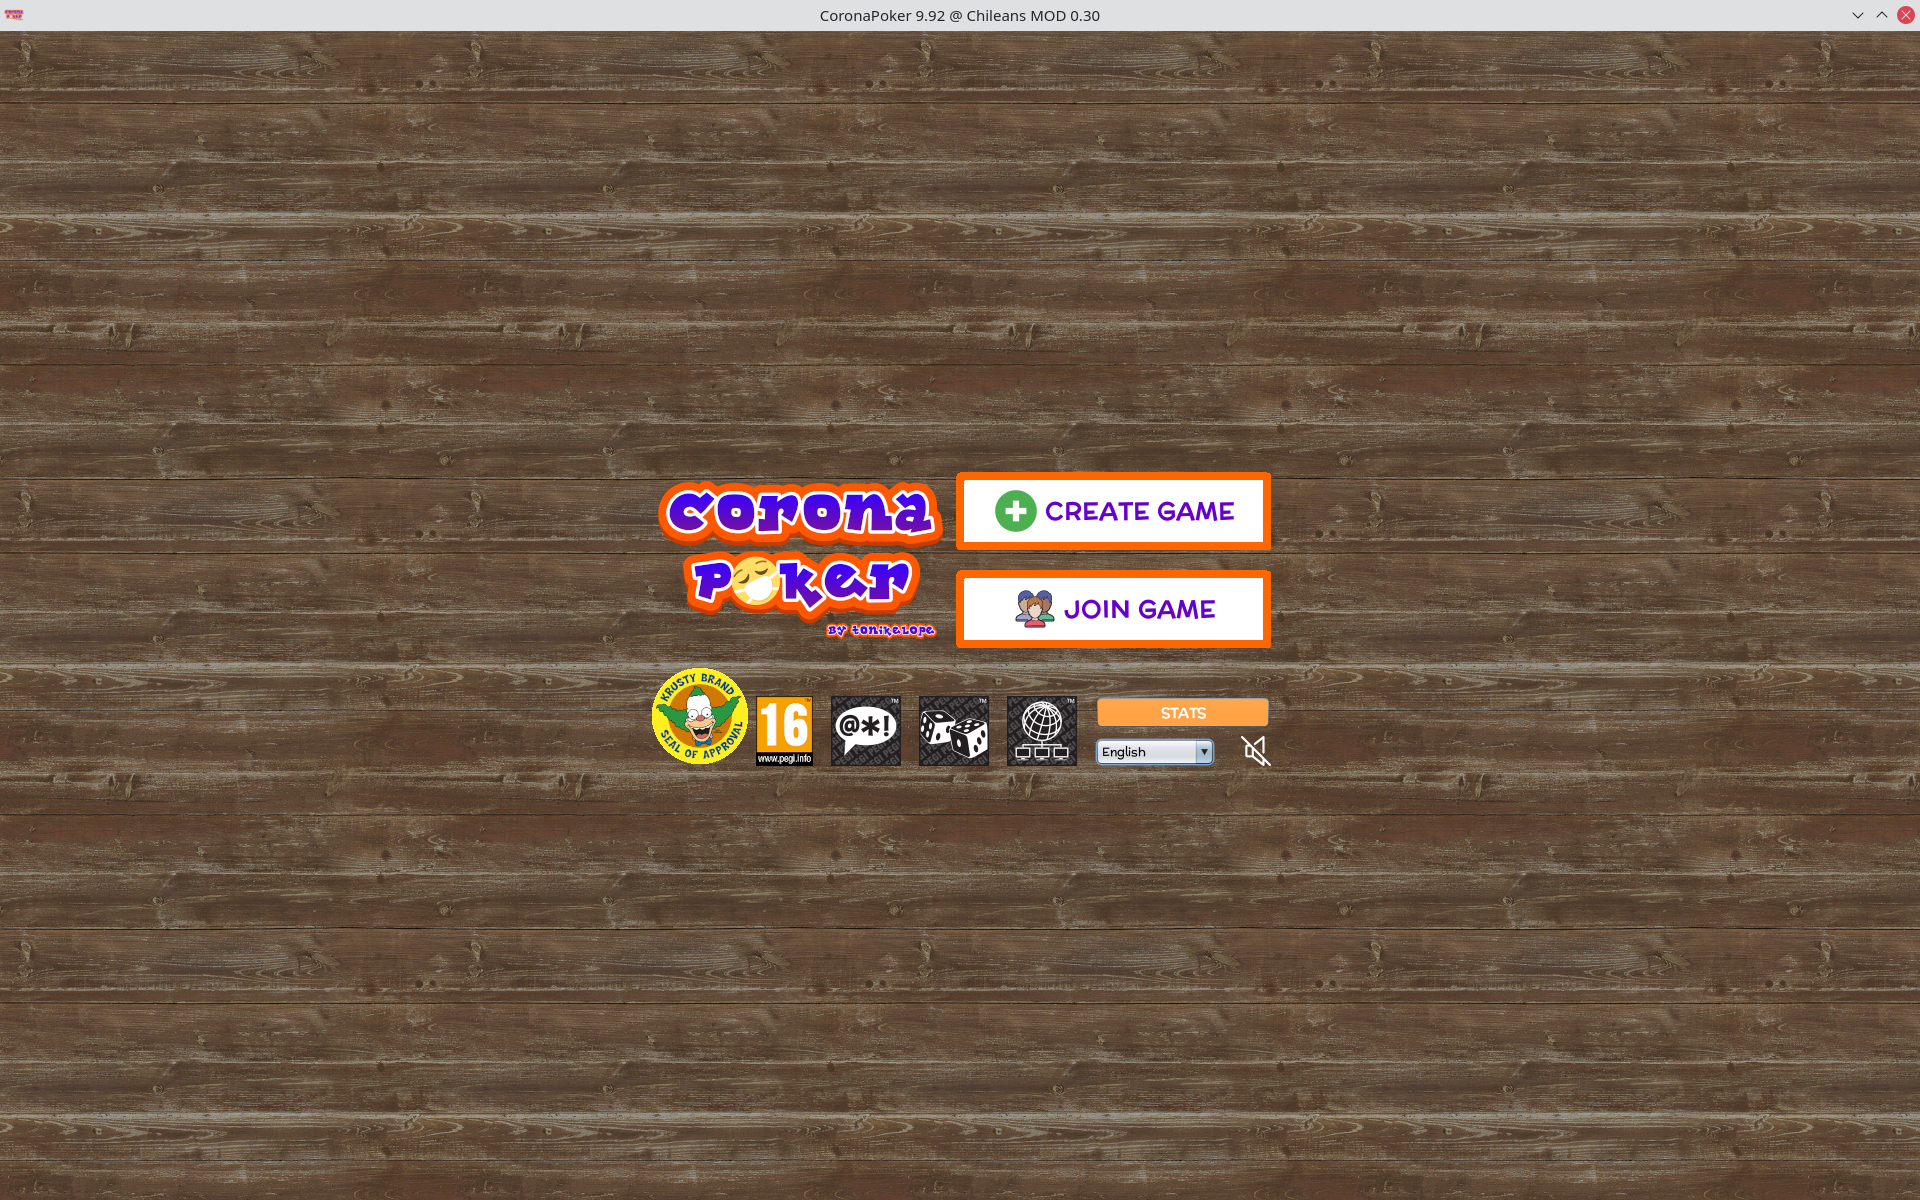 CoronaPoker 9.92 @ Chileans MOD 0.30
Corona
Poker
BY tonikelope
CREATE GAME
JOIN GAME
KRUSTY BRAND
SEAL OF APPROVAL
16
www.pegi.info
@*!
STATS
English